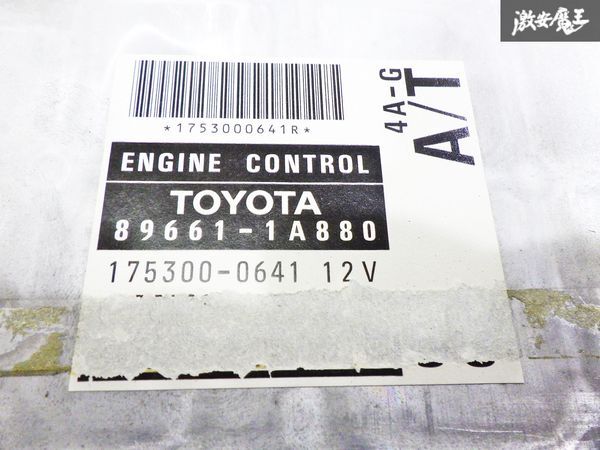 激安魔王
*1753000641R*
4A-G
A/T
ENGINE CONTROL
TOYOTA
89661-1A880
175300-0641 12V